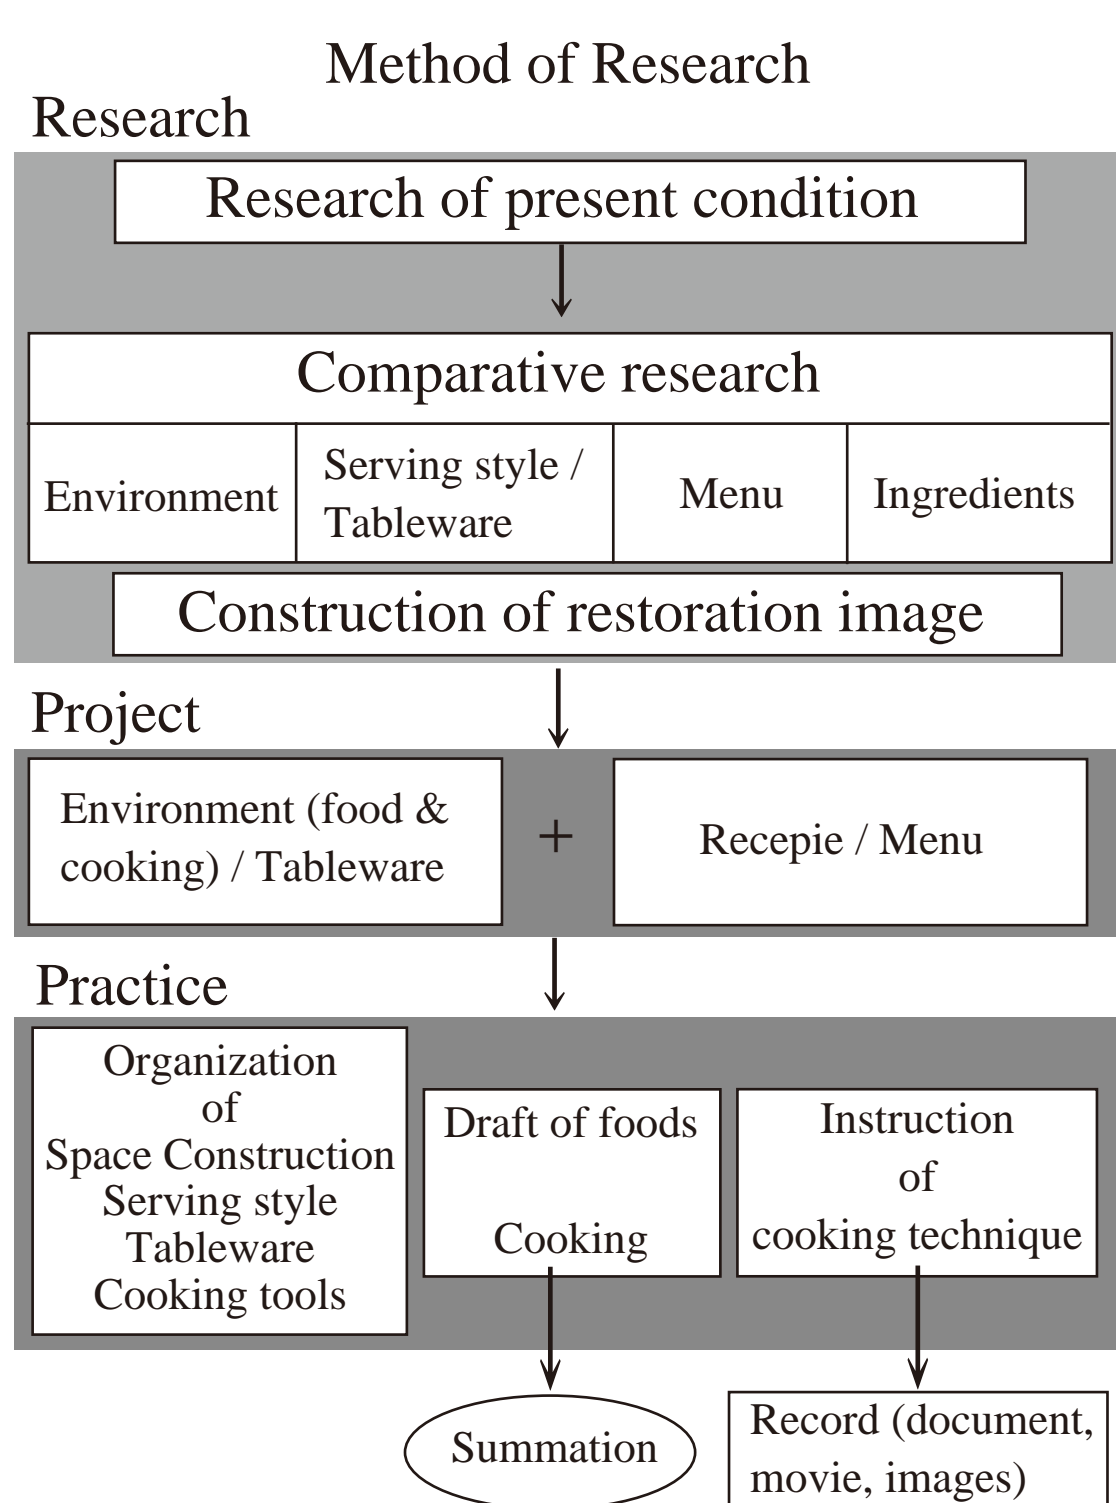 Method of Research
Research
Research of present condition
Comparative research
Environment
Serving style /
Tableware
Menu
Ingredients
Construction of restoration image
Project
Environment (food &
cooking) / Tableware
+
Recepie / Menu
Practice
Organization
of
Space Construction
Serving style
Tableware
Cooking tools
Draft of foods
Cooking
Instruction
of
cooking technique
Summation
Record (document,
movie, images)